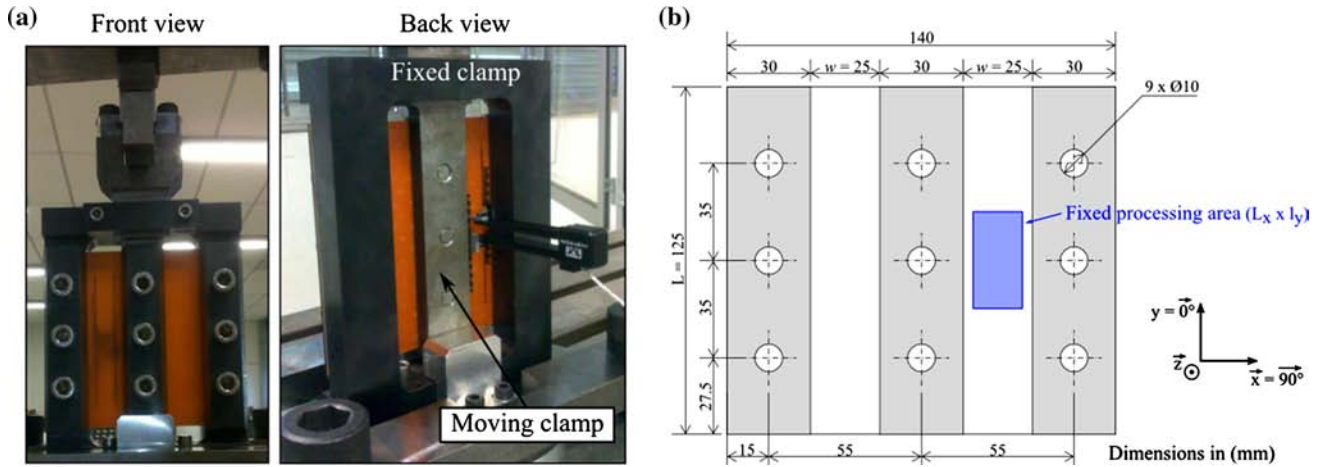 (a)
Front view
Back view
Fixed clamp
Moving clamp
(b)
140
30
w = 25
30
w = 25
30
9 x Ø10
L = 125
35
35
27.5
Fixed processing area (Lx x ly)
y = 0°
z
x = 90°
15
55
55
Dimensions in (mm)